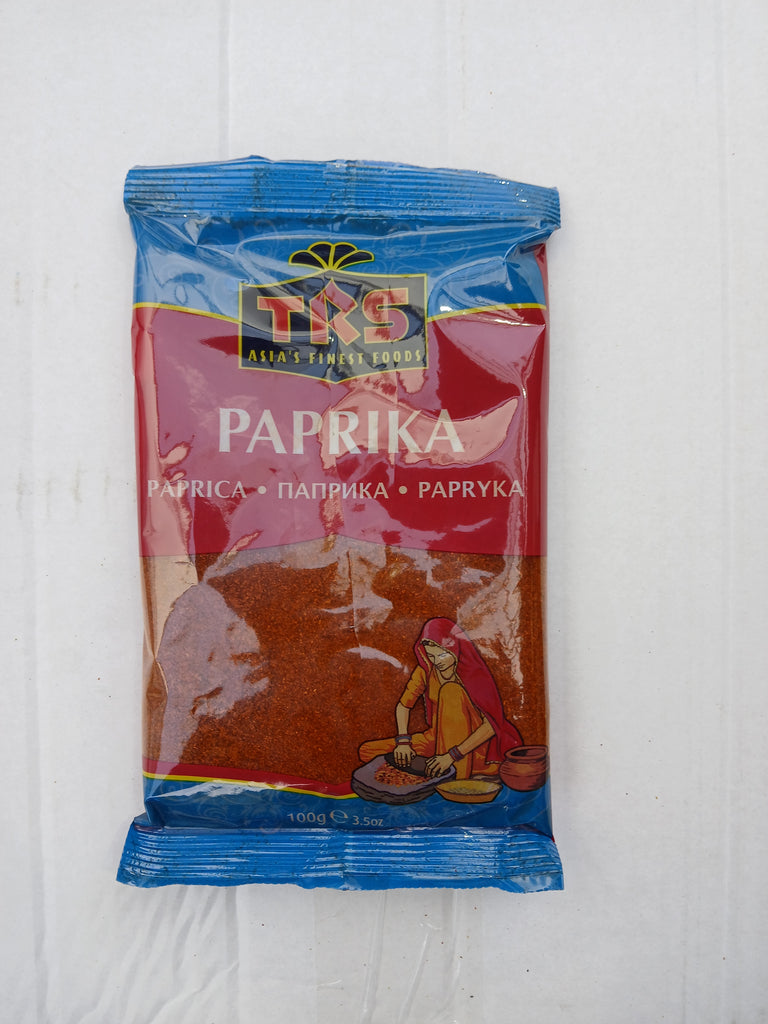 TRS
ASIA'S FINEST FOODS
PAPRIKA
PAPRICA • ПАПРИКА • PAPRYKA
100g ℮ 3.5oz